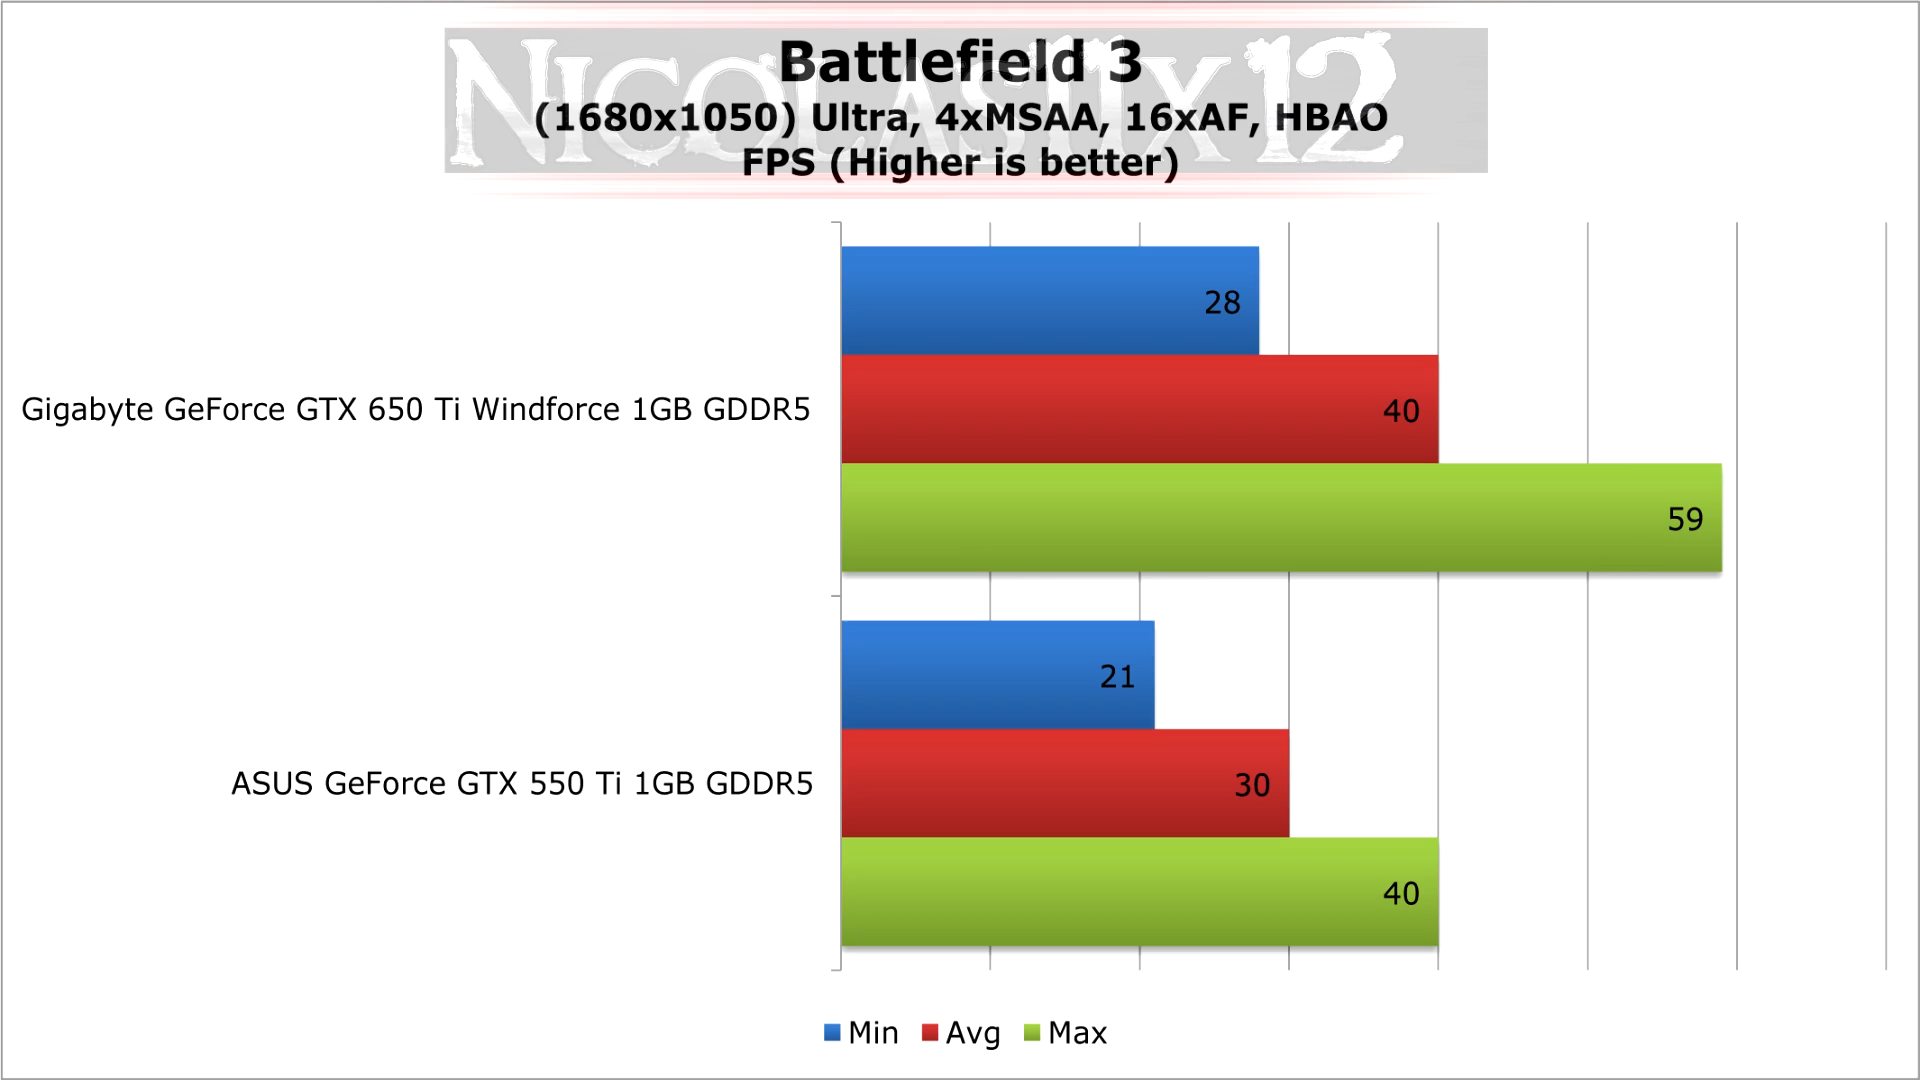 NICOLAS11X12
Battlefield 3
(1680x1050) Ultra, 4xMSAA, 16xAF, HBAO
FPS (Higher is better)
28
Gigabyte GeForce GTX 650 Ti Windforce 1GB GDDR5
40
59
21
ASUS GeForce GTX 550 Ti 1GB GDDR5
30
40
Min Avg Max